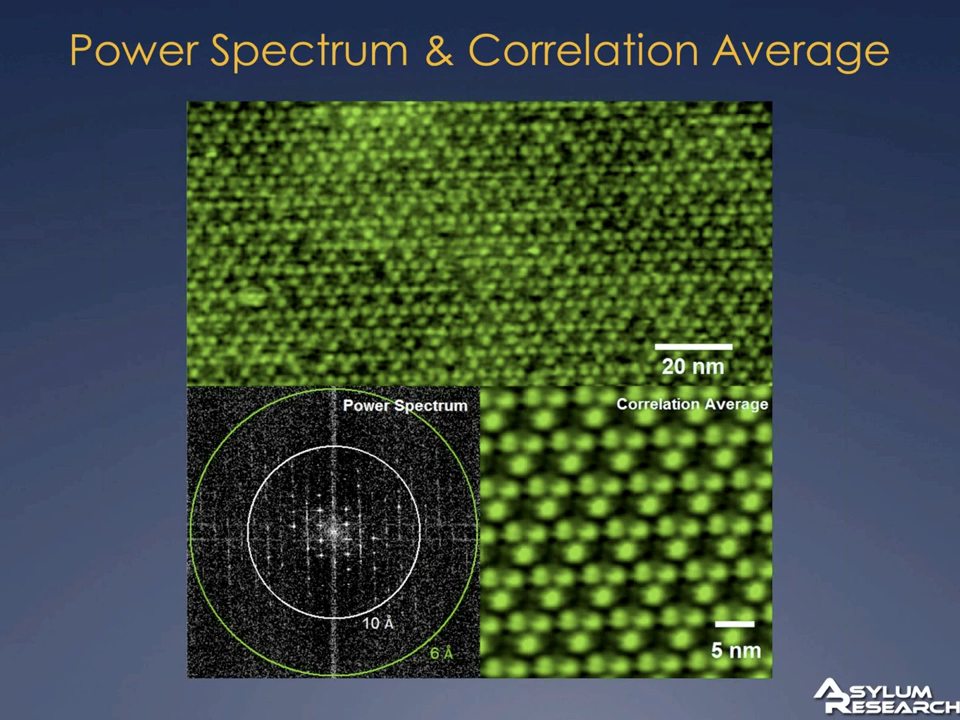 Power Spectrum & Correlation Average
20 nm
Power Spectrum
Correlation Average
10 Å
6 Å
5 nm
ASYLUM
RESEARCH